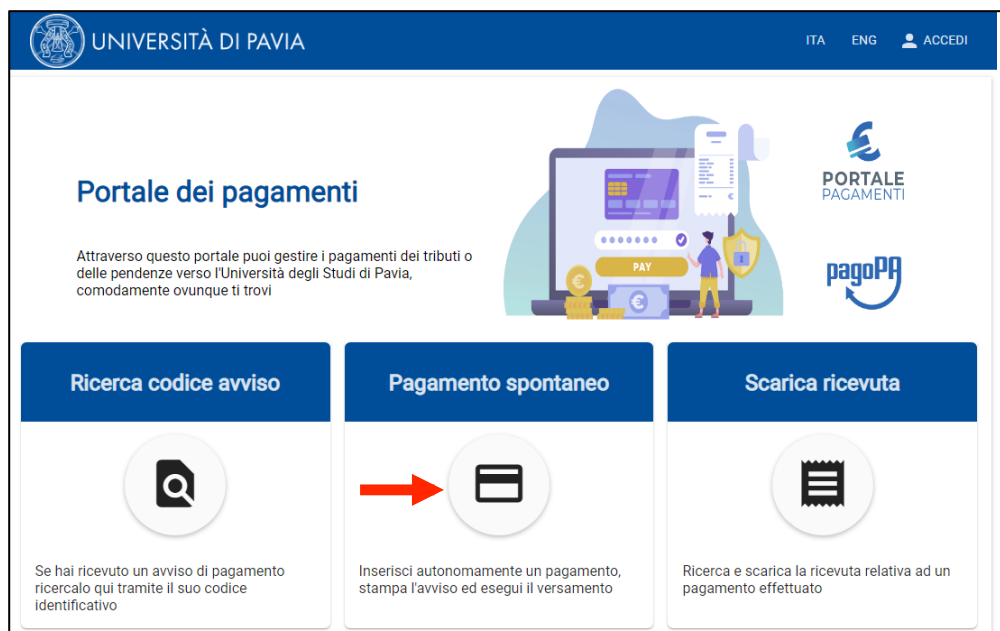 UNIVERSITÀ DI PAVIA
ITA ENG ACCEDI
Portale dei pagamenti
Attraverso questo portale puoi gestire i pagamenti dei tributi o
delle pendenze verso l'Università degli Studi di Pavia,
comodamente ovunque ti trovi
PAY
PORTALE
PAGAMENTI
pagoPA
Ricerca codice avviso
Se hai ricevuto un avviso di pagamento
ricercalo qui tramite il suo codice
identificativo
Pagamento spontaneo
Inserisci autonomamente un pagamento,
stampa l'avviso ed esegui il versamento
Scarica ricevuta
Ricerca e scarica la ricevuta relativa ad un
pagamento effettuato